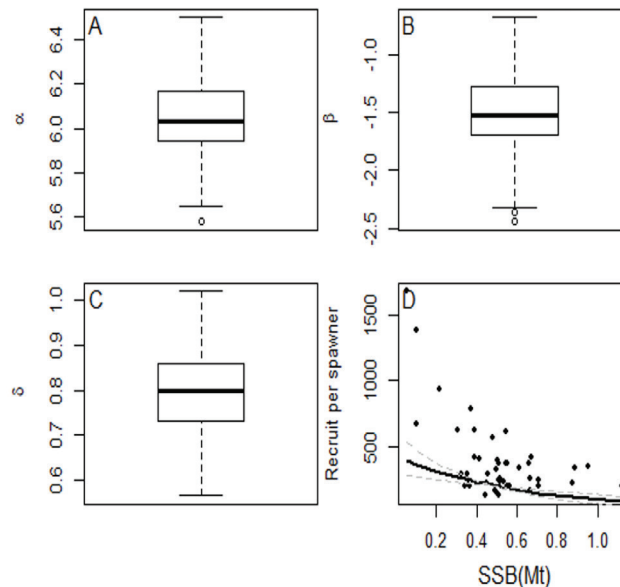 A
6.4
6.2
6.0
5.8
5.6
α
B
-1.0
-1.5
-2.0
-2.5
β
C
1.0
0.9
0.8
0.7
0.6
δ
D
1500
1000
500
Recruit per spawner
0.2 0.4 0.6 0.8 1.0
SSB(Mt)